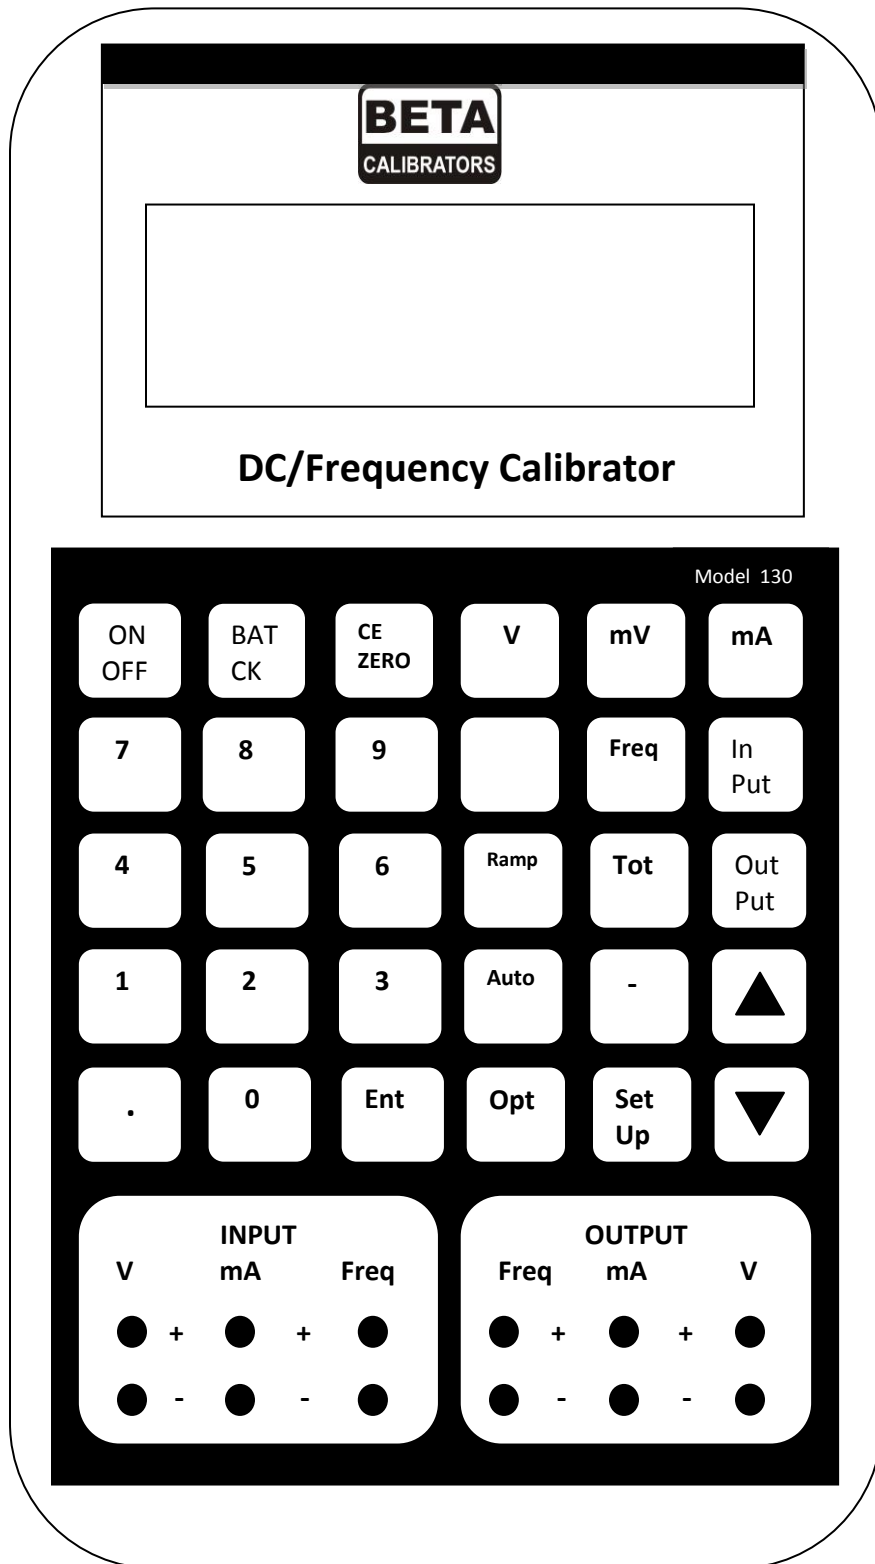 BETA
CALIBRATORS
DC/Frequency Calibrator
Model 130
ON BAT CE V mV mA
OFF CK ZERO
7 8 9 Freq In
Put
4 5 6 Ramp Tot Out
Put
1 2 3 Auto - ▲
. 0 Ent Opt Set ▼
Up
INPUT OUTPUT
V mA Freq Freq mA V
+ + + +
- - - -